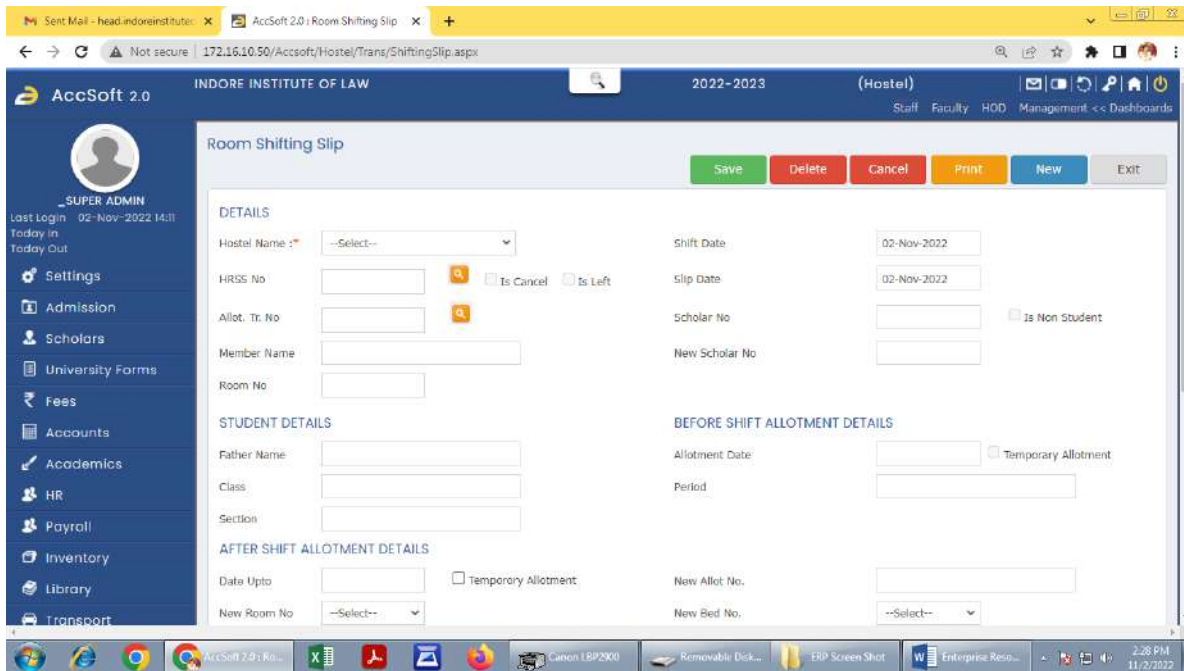 Sent Mail - head.indoreinstitute
AccSoft 2.0 : Room Shifting Slip
Not secure 172.16.10.50/Accsoft/Hostel/Trans/ShiftingSlip.aspx
AccSoft 2.0
INDORE INSTITUTE OF LAW 2022-2023 (Hostel)
Staff Faculty HOD Management << Dashboards
_SUPER ADMIN
Last Login 02-Nov-2022 14:11
Today In
Today Out
Settings
Admission
Scholars
University Forms
Fees
Accounts
Academics
HR
Payroll
Inventory
Library
Transport
Room Shifting Slip
Save Delete Cancel Print New Exit
DETAILS
Hostel Name :* --Select-- Shift Date 02-Nov-2022
HRSS No Is Cancel Is Left Slip Date 02-Nov-2022
Allot. Tr. No Scholar No Is Non Student
Member Name New Scholar No
Room No
STUDENT DETAILS BEFORE SHIFT ALLOTMENT DETAILS
Father Name Allotment Date Temporary Allotment
Class Period
Section
AFTER SHIFT ALLOTMENT DETAILS
Date Upto Temporory Allotment New Allot No.
New Room No --Select-- New Bed No. --Select--
AccSoft 2.0 : Ro... Canon LBP2900 Removable Disk... ERP Screen Shot Enterprise Reso... 2:28 PM
11/2/2022